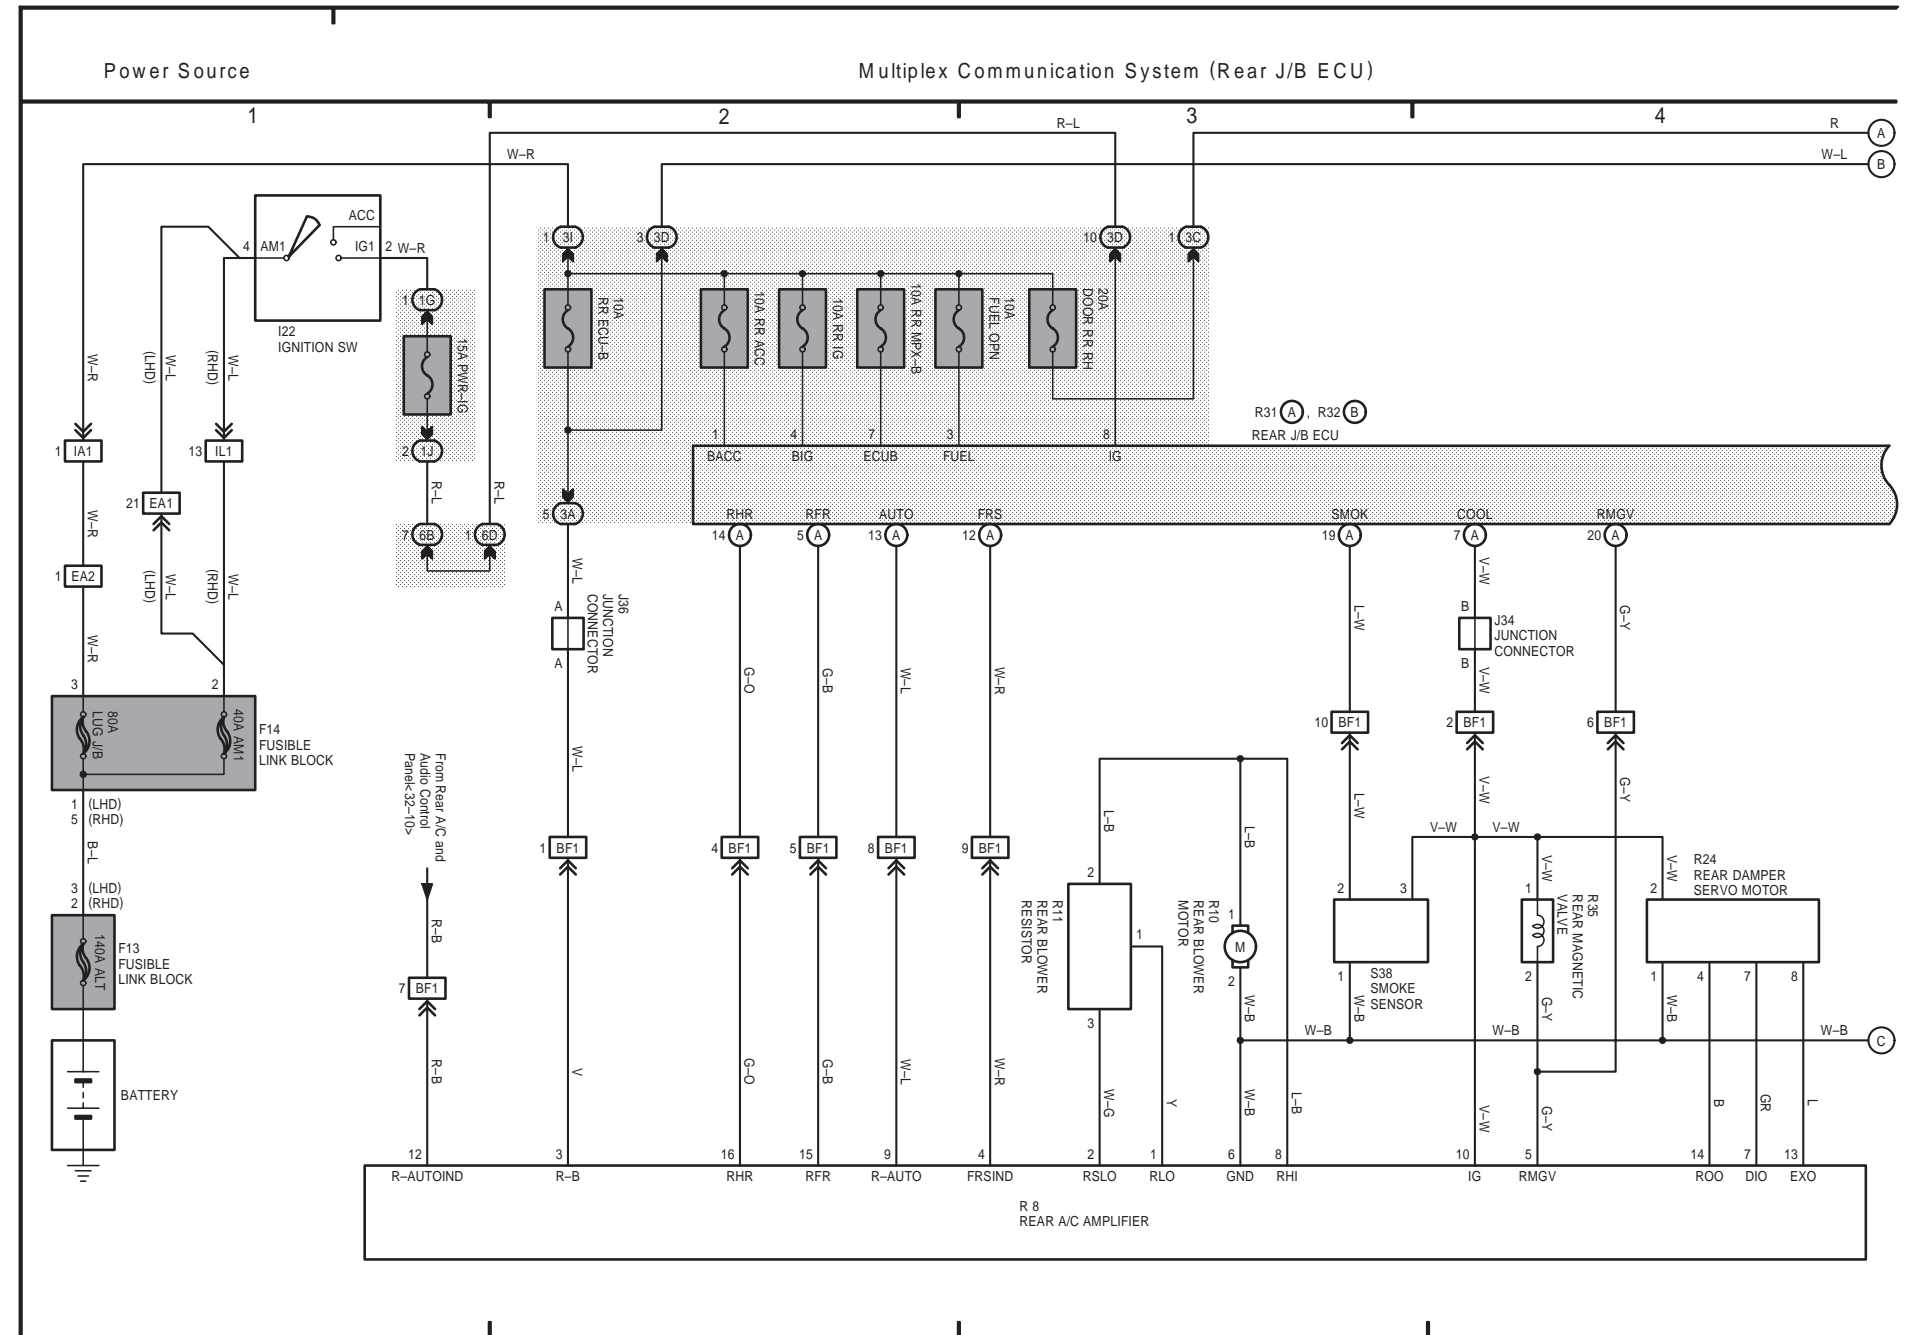 Power Source
Multiplex Communication System (Rear J/B ECU)
1
2
3
4
R–L
R
A
W–R
W–L
B
ACC
4
AM1
IG1
2
W–R
I22
IGNITION SW
1
1G
15A PWR–IG
2
1J
R–L
R–L
7
6B
1
6D
1
3I
3
3D
10
3D
1
3C
10A
RR ECU–B
10A RR ACC
10A RR IG
10A RR MPX–B
10A
FUEL OPN
20A
DOOR RR RH
R31 A , R32 B
REAR J/B ECU
1
4
7
3
8
BACC
BIG
ECUB
FUEL
IG
RHR
RFR
AUTO
FRS
SMOK
COOL
RMGV
5
3A
14
A
5
A
13
A
12
A
19
A
7
A
20
A
W–R
W–L
(LHD)
W–L
(RHD)
1
IA1
13
IL1
21
EA1
W–R
1
EA2
W–L
(LHD)
W–L
(RHD)
W–R
3
2
80A
LUG J/B
40A AM1
F14
FUSIBLE
LINK BLOCK
1 (LHD)
5 (RHD)
B–L
3 (LHD)
2 (RHD)
140A ALT
F13
FUSIBLE
LINK BLOCK
BATTERY
From Rear A/C and
Audio Control
Panel<32–10>
R–B
7
BF1
R–B
W–L
A
A
J36
JUNCTION
CONNECTOR
W–L
1
BF1
V
G–O
4
BF1
G–O
G–B
5
BF1
G–B
W–L
8
BF1
W–L
W–R
9
BF1
W–R
L–W
10
BF1
L–W
V–W
B
B
J34
JUNCTION
CONNECTOR
V–W
2
BF1
V–W
G–Y
6
BF1
G–Y
V–W
V–W
L–B
2
1
3
R11
REAR BLOWER
RESISTOR
W–G
Y
L–B
1
M
2
R10
REAR BLOWER
MOTOR
W–B
W–B
L–B
2
3
1
S38
SMOKE
SENSOR
W–B
V–W
1
2
R35
REAR MAGNETIC
VALVE
G–Y
V–W
R24
REAR DAMPER
SERVO MOTOR
2
1
4
7
8
W–B
W–B
W–B
W–B
C
V–W
G–Y
B
GR
L
12
3
16
15
9
4
2
1
6
8
10
5
14
7
13
R–AUTOIND
R–B
RHR
RFR
R–AUTO
FRSIND
RSLO
RLO
GND
RHI
IG
RMGV
ROO
DIO
EXO
R 8
REAR A/C AMPLIFIER